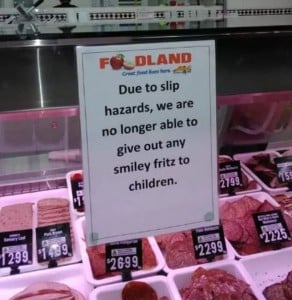 FOODLAND
Great food lives here.
Due to slip
hazards, we are
no longer able to
give out any
smiley fritz to
children.
1299
1499
2699
2299
2299
2225